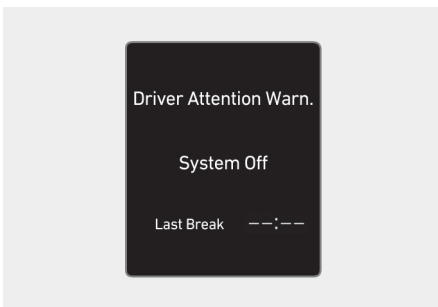 Driver Attention Warn.
System Off
Last Break --:--